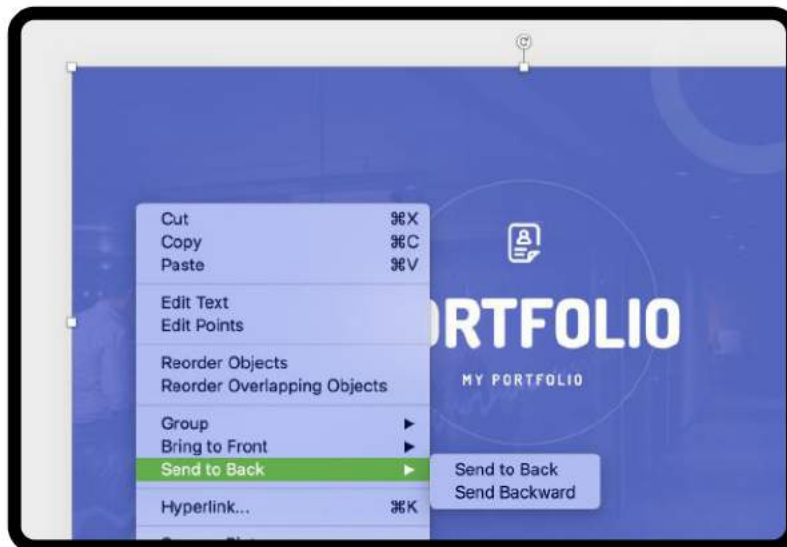 Cut ⌘X
Copy ⌘C
Paste ⌘V
Edit Text
Edit Points
Reorder Objects
Reorder Overlapping Objects
Group
Bring to Front
Send to Back
Send to Back
Send Backward
Hyperlink... ⌘K
ORTFOLIO
MY PORTFOLIO